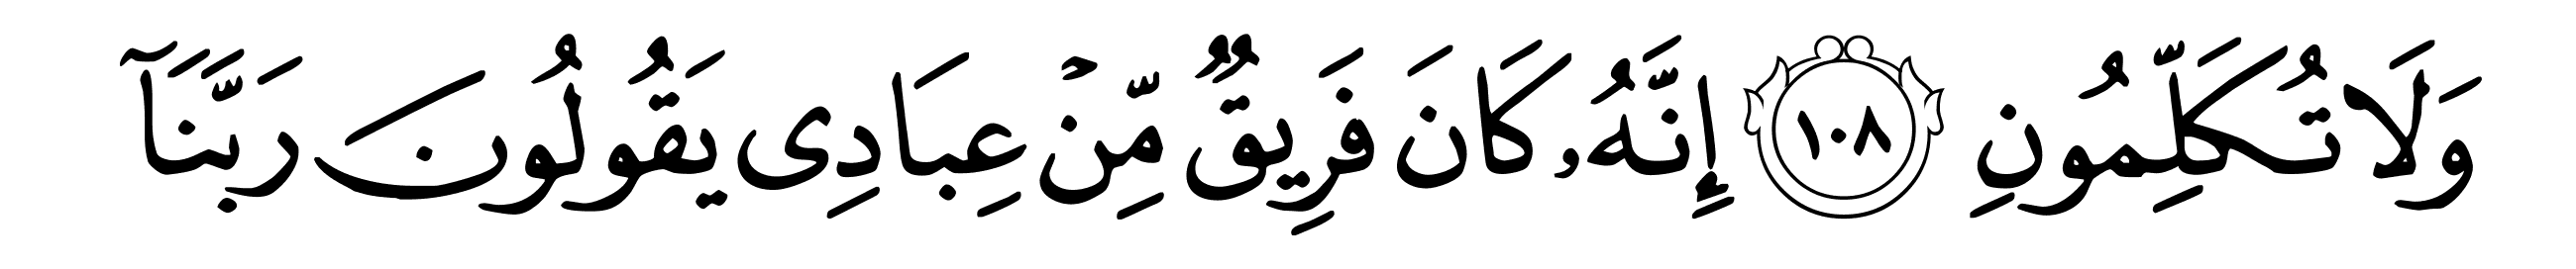 وَلَا تُكَلِّمُونِ ١٠٨ إِنَّهُۥ كَانَ فَرِيقٌ مِّنْ عِبَادِى يَقُولُونَ رَبَّنَآ